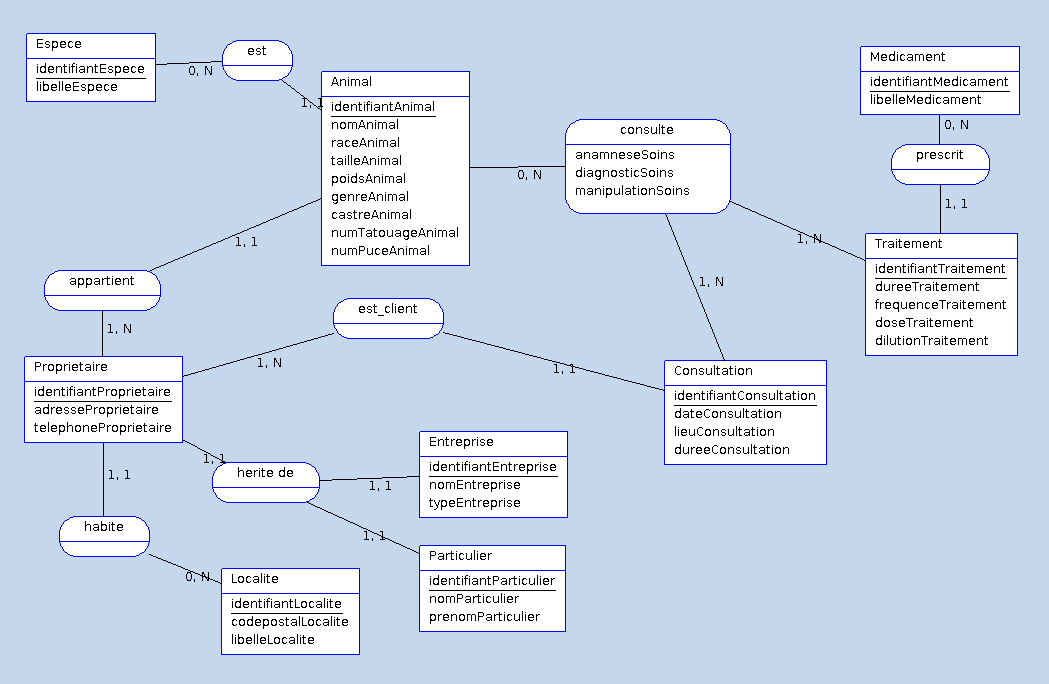 Espece
identifiantEspece
libelleEspece
0, N
est
1, 1
Animal
identifiantAnimal
nomAnimal
raceAnimal
tailleAnimal
poidsAnimal
genreAnimal
castreAnimal
numTatouageAnimal
numPuceAnimal
0, N
consulte
anamneseSoins
diagnosticSoins
manipulationSoins
Medicament
identifiantMedicament
libelleMedicament
0, N
prescrit
1, 1
1, N
Traitement
identifiantTraitement
dureeTraitement
frequenceTraitement
doseTraitement
dilutionTraitement
1, 1
appartient
1, N
est_client
1, N
1, 1
1, N
Proprietaire
identifiantProprietaire
adresseProprietaire
telephoneProprietaire
Consultation
identifiantConsultation
dateConsultation
lieuConsultation
dureeConsultation
1, 1
herite de
1, 1
Entreprise
identifiantEntreprise
nomEntreprise
typeEntreprise
1, 1
habite
1, 1
Particulier
identifiantParticulier
nomParticulier
prenomParticulier
0, N
Localite
identifiantLocalite
codepostalLocalite
libelleLocalite